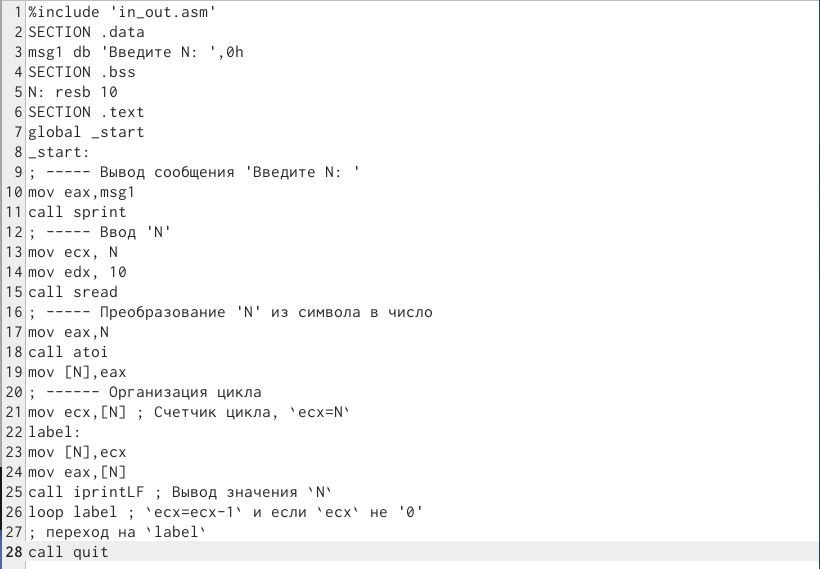 1 %include 'in_out.asm'
2 SECTION .data
3 msg1 db 'Введите N: ',0h
4 SECTION .bss
5 N: resb 10
6 SECTION .text
7 global _start
8 _start:
9 ; ----- Вывод сообщения 'Введите N: '
10 mov eax,msg1
11 call sprint
12 ; ----- Ввод 'N'
13 mov ecx, N
14 mov edx, 10
15 call sread
16 ; ----- Преобразование 'N' из символа в число
17 mov eax,N
18 call atoi
19 mov [N],eax
20 ; ------ Организация цикла
21 mov ecx,[N] ; Счетчик цикла, `ecx=N`
22 label:
23 mov [N],ecx
24 mov eax,[N]
25 call iprintLF ; Вывод значения `N`
26 loop label ; `ecx=ecx-1` и если `ecx` не '0'
27 ; переход на `label`
28 call quit